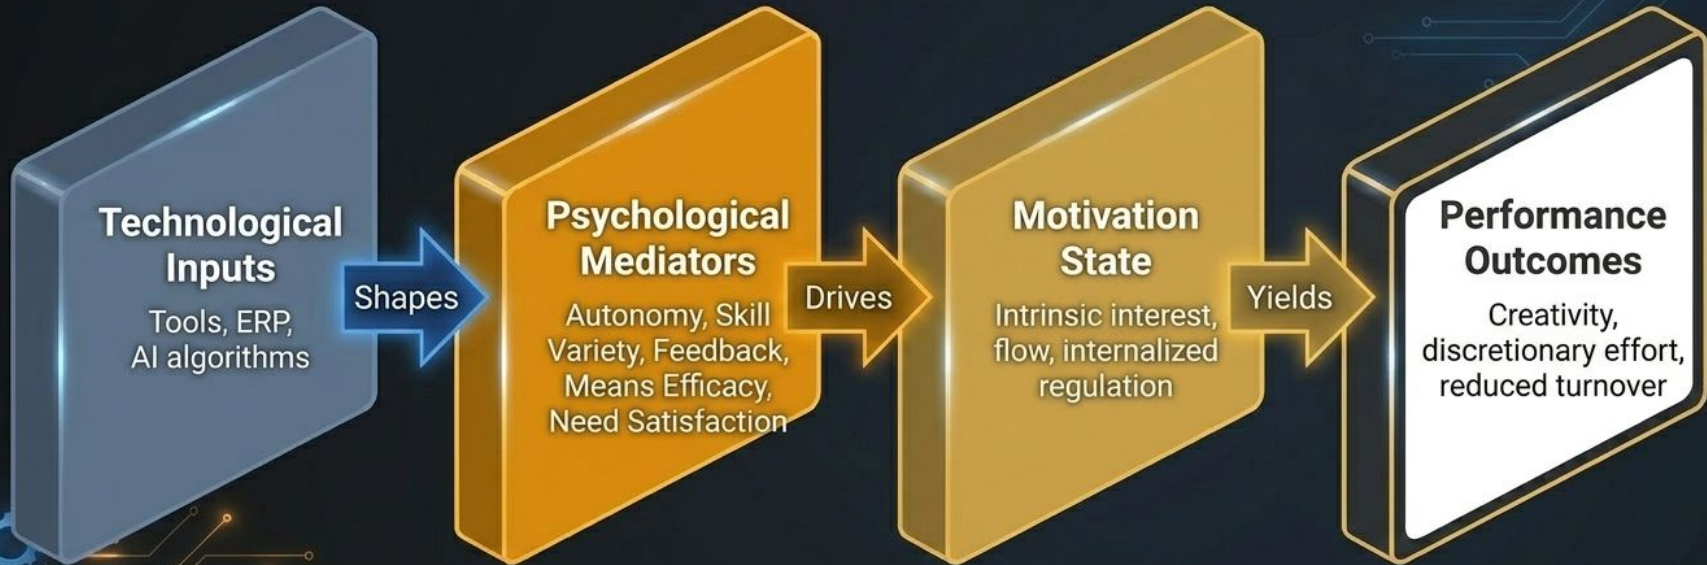 Technological
Inputs
Tools, ERP,
AI algorithms
Shapes
Psychological
Mediators
Autonomy, Skill
Variety, Feedback,
Means Efficacy,
Need Satisfaction
Drives
Motivation
State
Intrinsic interest,
flow, internalized
regulation
Yields
Performance
Outcomes
Creativity,
discretionary effort,
reduced turnover